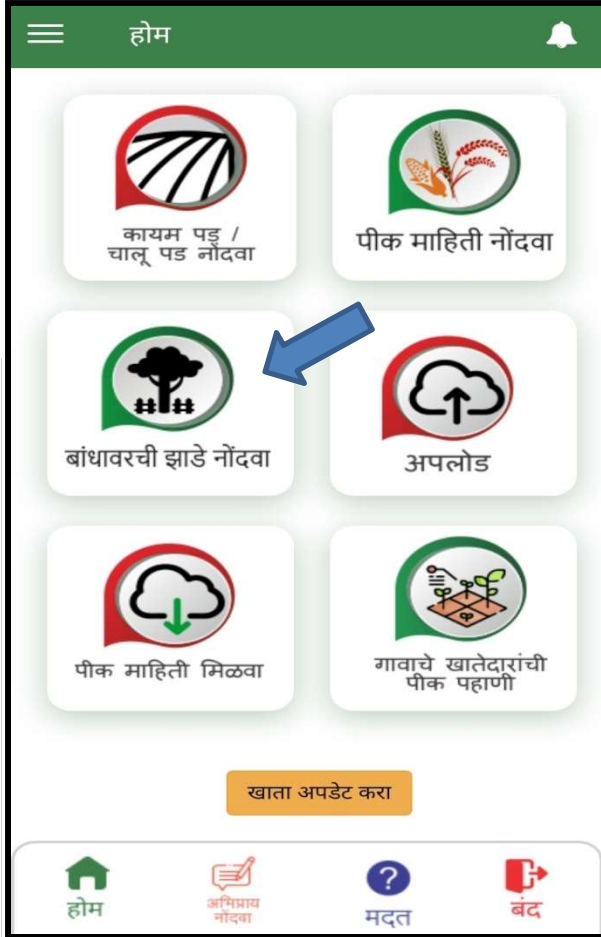 होम
कायम पड /
चालू पड नोंदवा
पीक माहिती नोंदवा
बांधावरची झाडे नोंदवा
अपलोड
पीक माहिती मिळवा
गावाचे खातेदारांची
पीक पहाणी
खाता अपडेट करा
होम
अभिप्राय
नोंदवा
मदत
बंद